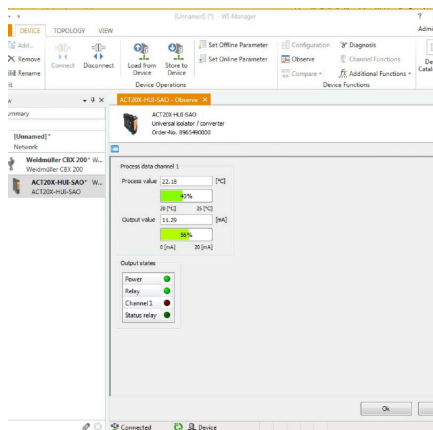 [Unnamed] (*) - WI Manager
?
DEVICE TOPOLOGY VIEW
Add...
Remove
Rename
Connect
Disconnect
Load from Device
Store to Device
Set Offline Parameter
Set Online Parameter
Configuration
Observe
Compare
Diagnosis
Channel Functions
Additional Functions
Device Operations
Device Functions
ACT20X-HUI-SAO - Observe
[Unnamed]*
Network
Weidmüller CBX 200* W...
Weidmüller CBX 200
ACT20X-HUI-SAO* W...
ACT20X-HUI-SAO
ACT20X-HUI-SAO
Universal isolator / converter
Order-No. 8965490000
Process data channel 1
Process value 22.18 [°C]
43%
20 [°C] 25 [°C]
Output value 11.29 [mA]
56%
0 [mA] 20 [mA]
Output states
Power
Relay
Channel 1
Status relay
Ok
Connected
Device